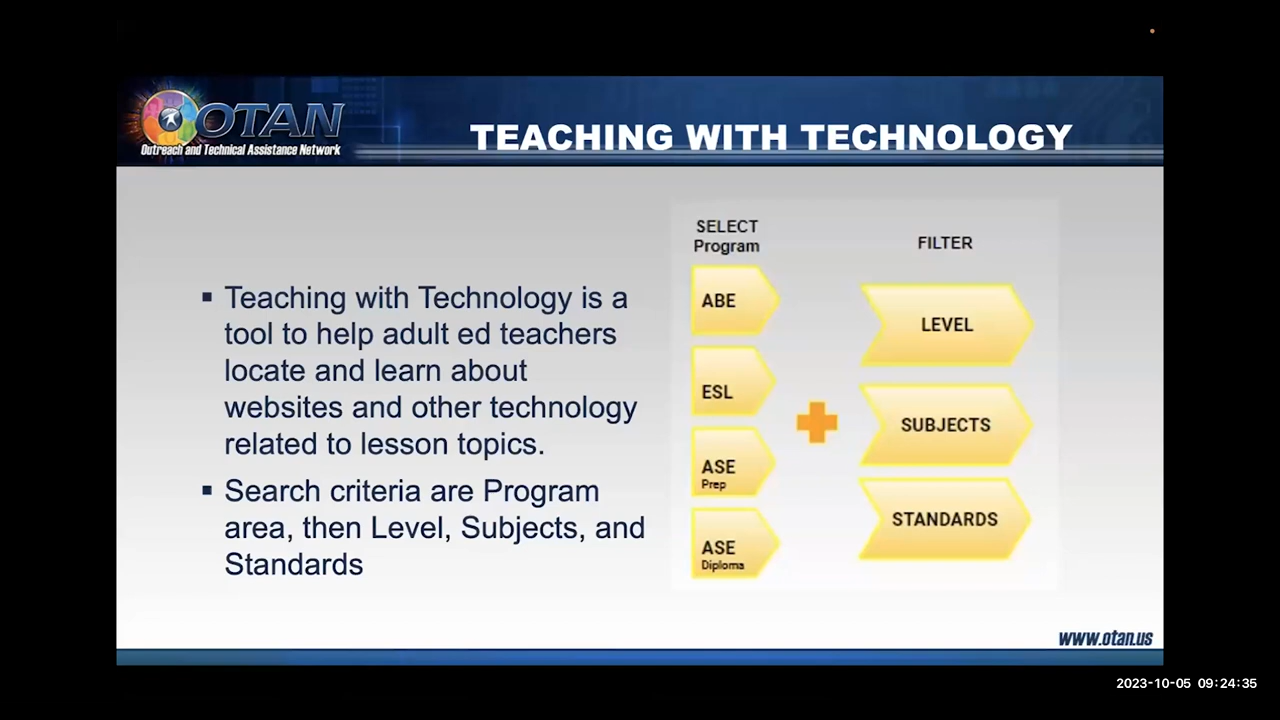 OTAN
Outreach and Technical Assistance Network
TEACHING WITH TECHNOLOGY
▪ Teaching with Technology is a
tool to help adult ed teachers
locate and learn about
websites and other technology
related to lesson topics.
▪ Search criteria are Program
area, then Level, Subjects, and
Standards
SELECT
Program
ABE
ESL
ASE
Prep
ASE
Diploma
FILTER
LEVEL
SUBJECTS
STANDARDS
www.otan.us
2023-10-05 09:24:35